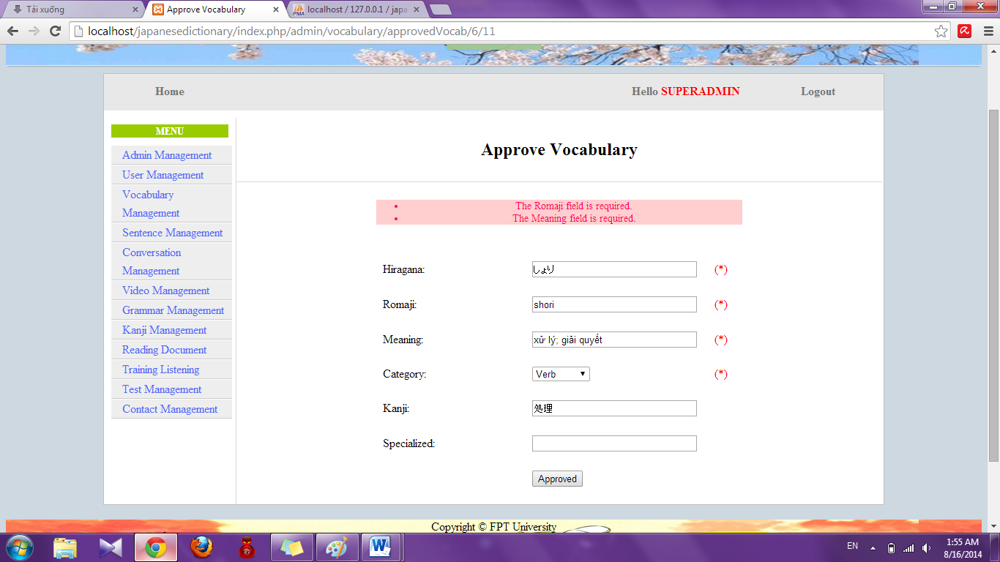 Tải xuống
Approve Vocabulary
localhost / 127.0.0.1 / japa
localhost/japanesedictionary/index.php/admin/vocabulary/approvedVocab/6/11
Home
Hello SUPERADMIN
Logout
MENU
Admin Management
User Management
Vocabulary
Management
Sentence Management
Conversation
Management
Video Management
Grammar Management
Kanji Management
Reading Document
Training Listening
Test Management
Contact Management
Approve Vocabulary
• The Romaji field is required.
• The Meaning field is required.
Hiragana: しょり (*)
Romaji: shori (*)
Meaning: xử lý; giải quyết (*)
Category: Verb (*)
Kanji: 処理
Specialized:
Approved
Copyright © FPT University
EN
1:55 AM
8/16/2014